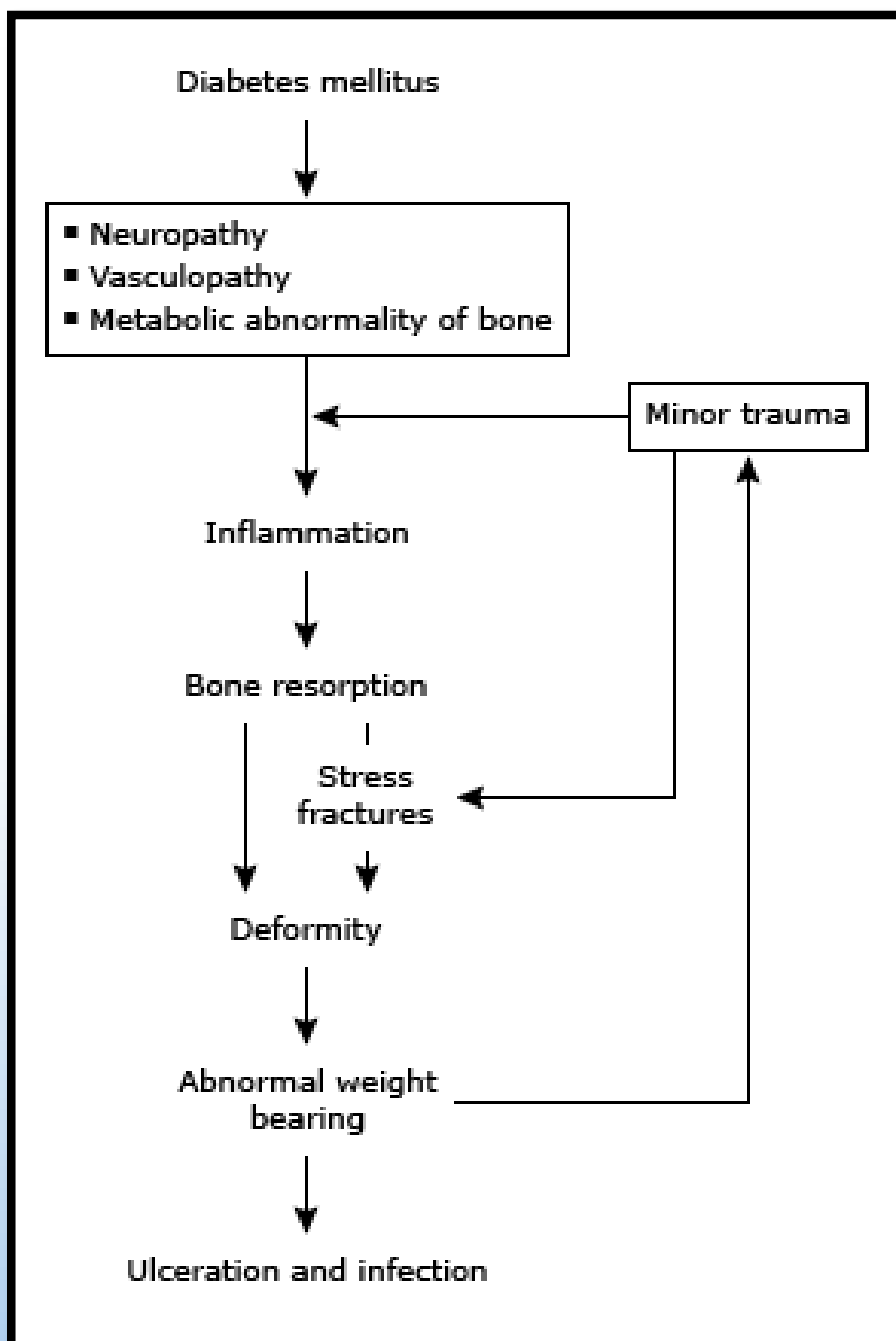 Diabetes mellitus
▪ Neuropathy
▪ Vasculopathy
▪ Metabolic abnormality of bone
Minor trauma
Inflammation
Bone resorption
Stress
fractures
Deformity
Abnormal weight
bearing
Ulceration and infection